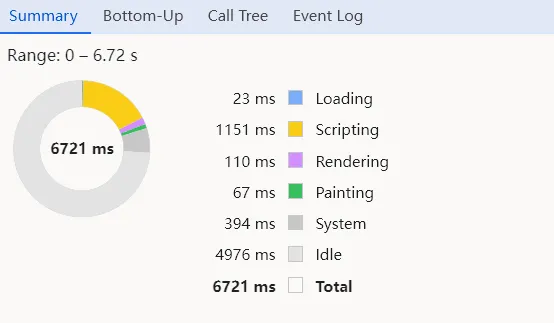 Summary Bottom-Up Call Tree Event Log
Range: 0 – 6.72 s
6721 ms
23 ms Loading
1151 ms Scripting
110 ms Rendering
67 ms Painting
394 ms System
4976 ms Idle
6721 ms Total